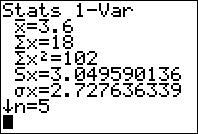 Stats 1-Var
x̄=3.6
Σx=18
Σx²=102
Sx=3.049590136
σx=2.727636339
↓n=5